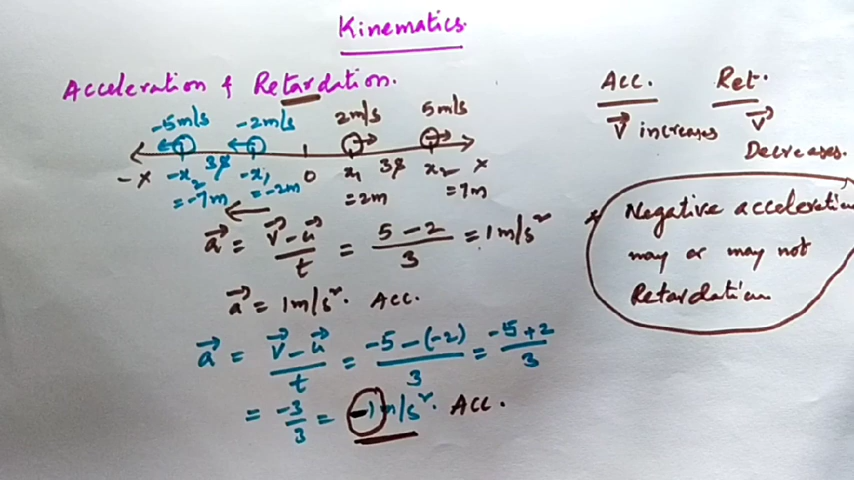 Kinematics.
Acceleration & Retardation.
Acc. Ret.
-5m/s -2m/s 2m/s 5m/s
V⃗ increases V⃗
Decreases.
3s 3s
-x -x₂ -x₁ 0 x₁ x₂ x
=-7m =-2m =2m =7m
a⃗ = (v⃗-u⃗)/t = (5-2)/3 = 1m/s²
* Negative acceleration
may or may not
Retardation
a⃗ = 1m/s². Acc.
a⃗ = (v⃗-u⃗)/t = (-5-(-2))/3 = (-5+2)/3
= -3/3 = -1m/s². Acc.